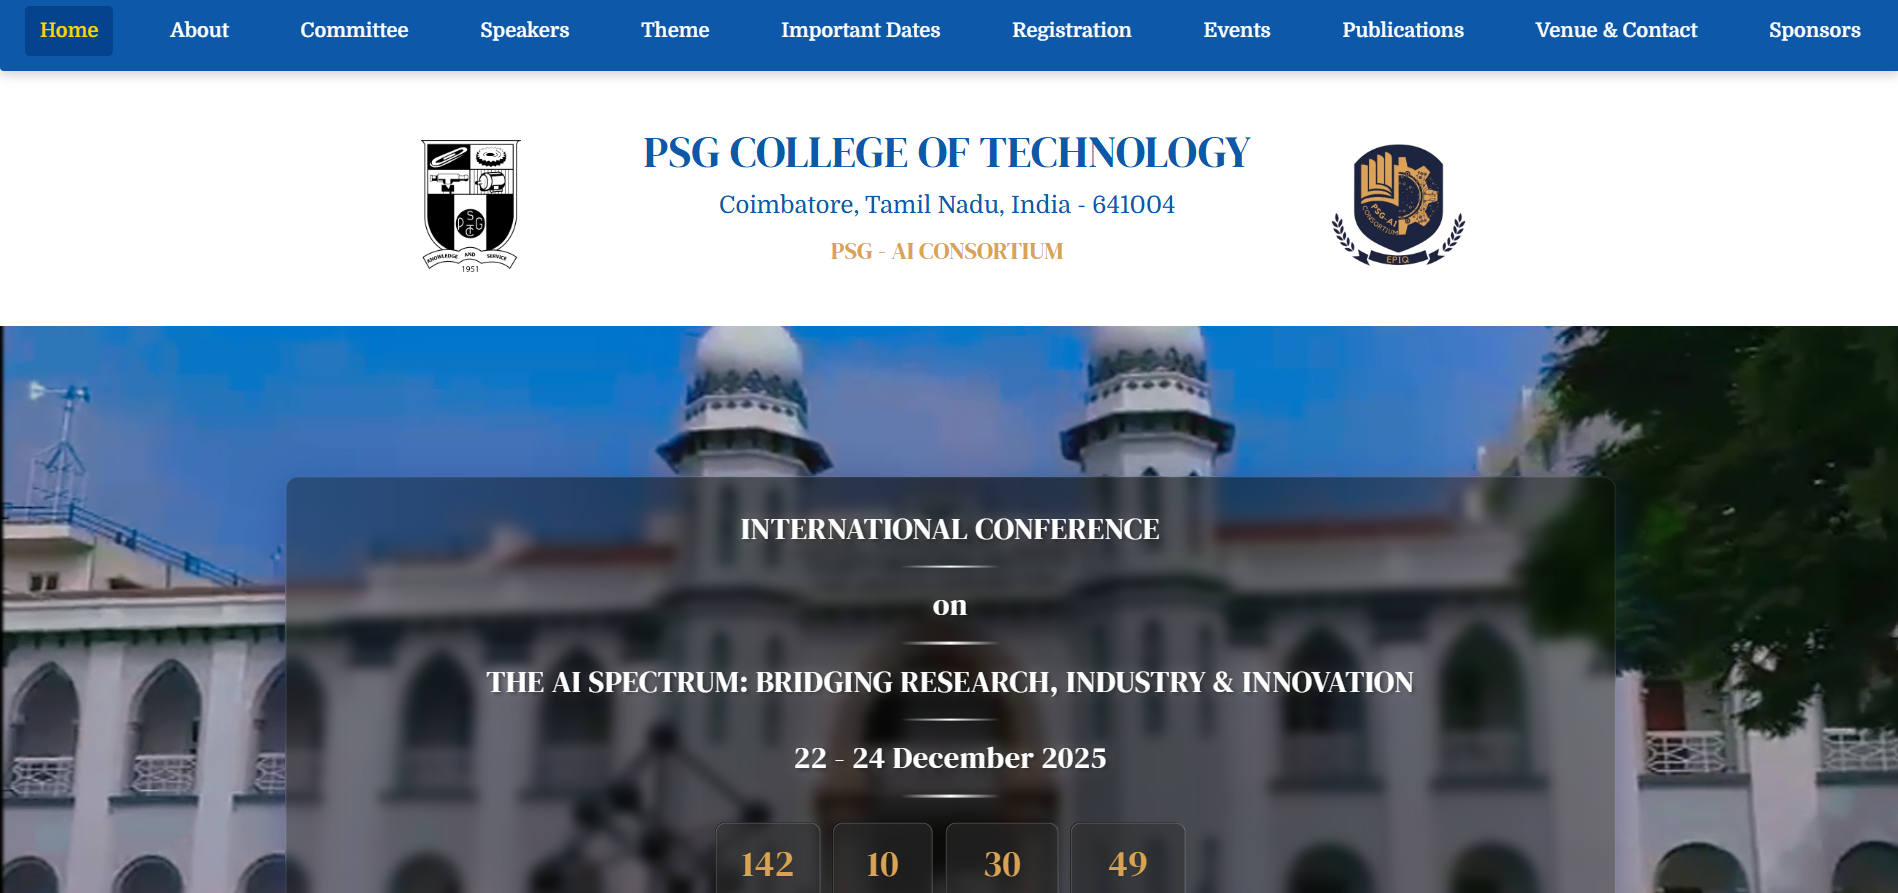 Home About Committee Speakers Theme Important Dates Registration Events Publications Venue & Contact Sponsors
PSG COLLEGE OF TECHNOLOGY
Coimbatore, Tamil Nadu, India - 641004
PSG - AI CONSORTIUM
PSG
TC
KNOWLEDGE AND SERVICE
1951
PSG-AI
CONSORTIUM
EPIQ
INTERNATIONAL CONFERENCE
on
THE AI SPECTRUM: BRIDGING RESEARCH, INDUSTRY & INNOVATION
22 - 24 December 2025
142 10 30 49